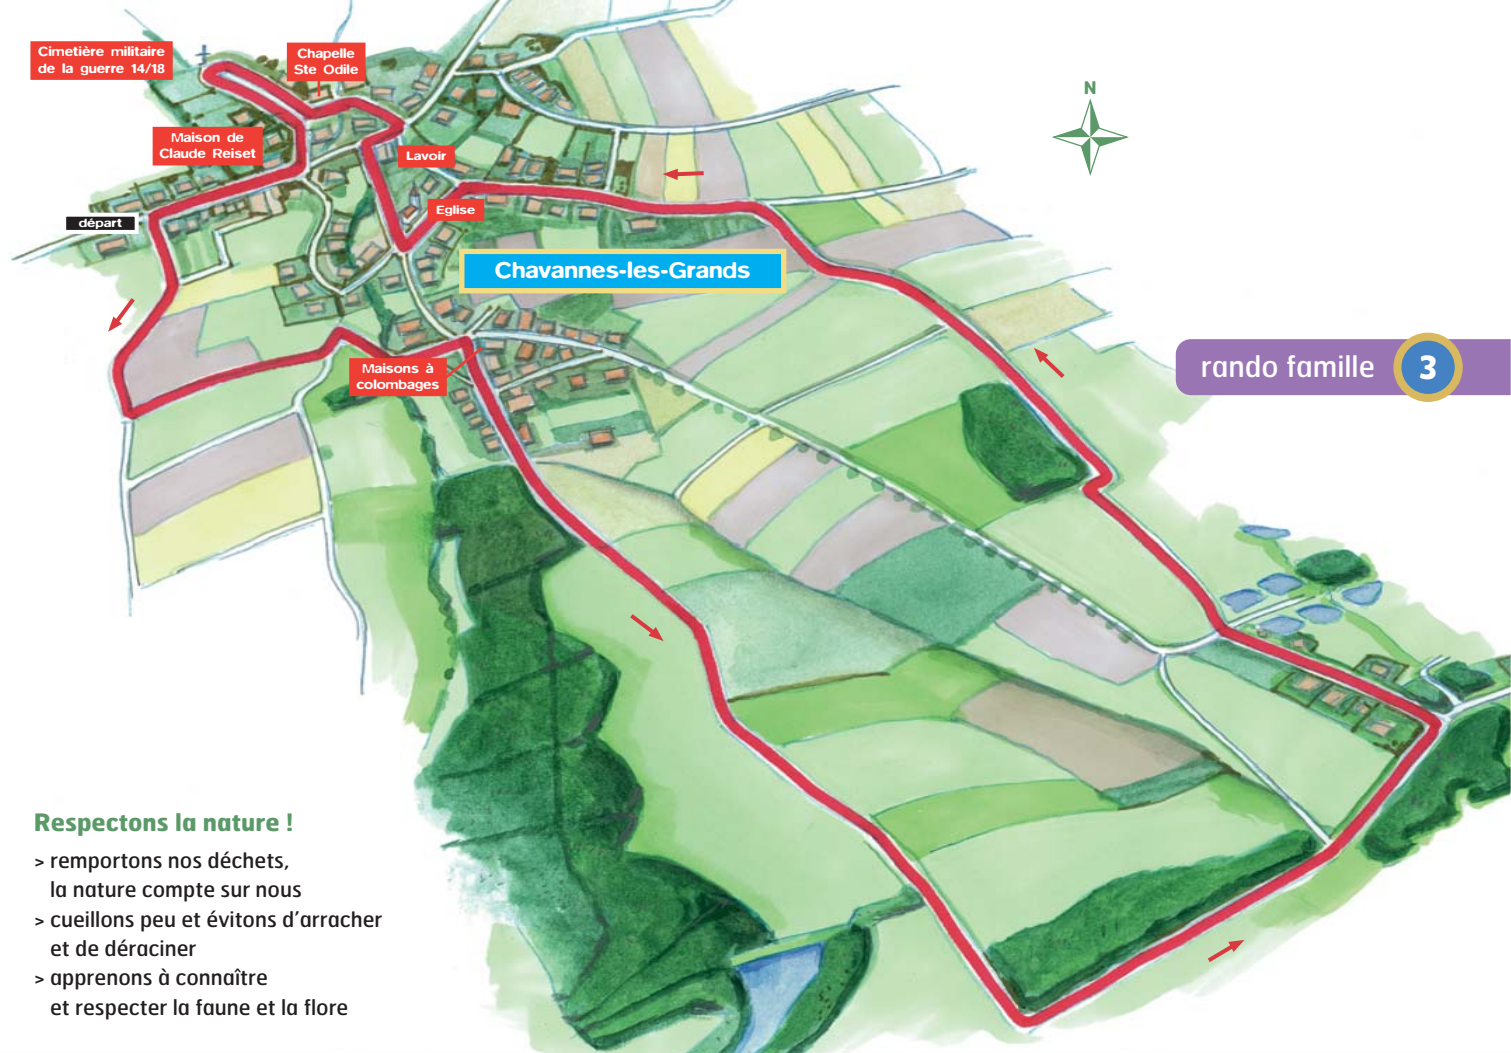 Cimetière militaire
de la guerre 14/18
Chapelle
Ste Odile
N
Maison de
Claude Reiset
Lavoir
Eglise
départ
Chavannes-les-Grands
Maisons à
colombages
rando famille 3
Respectons la nature !
> remportons nos déchets,
la nature compte sur nous
> cueillons peu et évitons d’arracher
et de déraciner
> apprenons à connaître
et respecter la faune et la flore